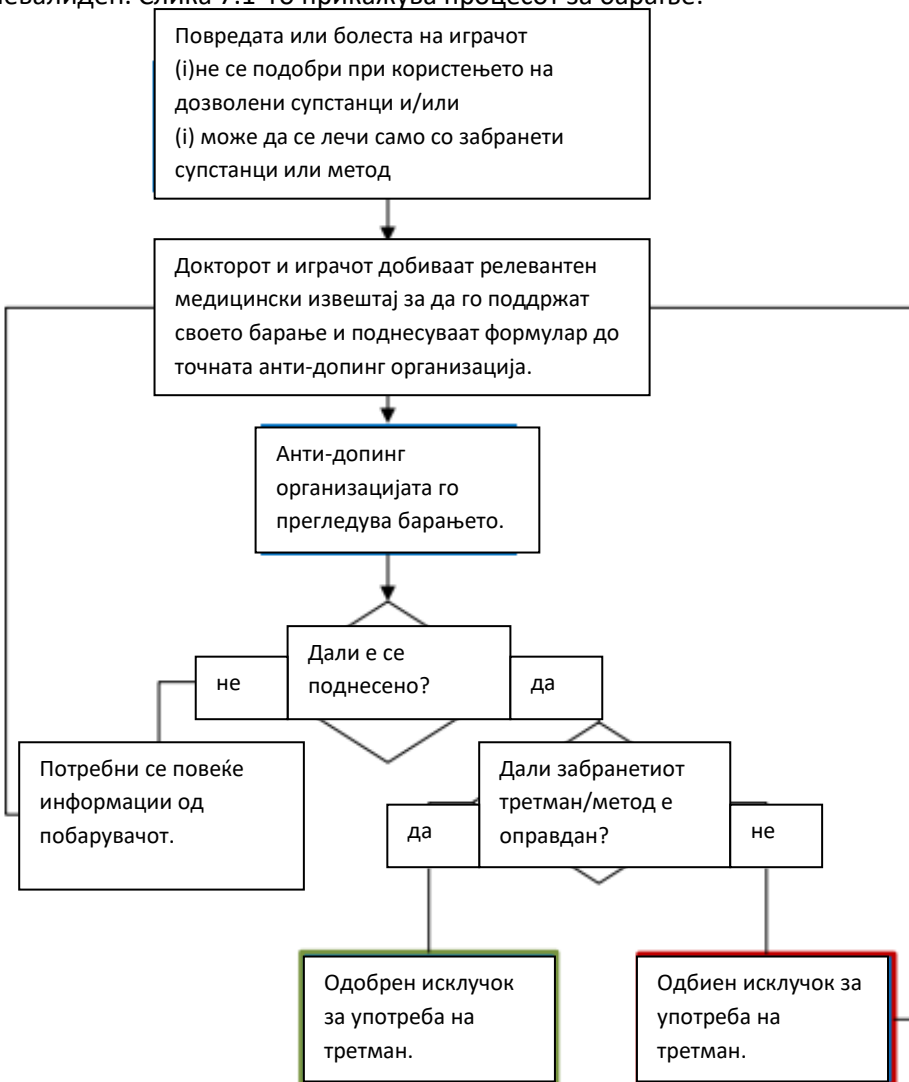 невалиден. Слика 7.1 го прикажува процесот за барање.
Повредата или болеста на играчот
(i)не се подобри при користењето на
дозволени супстанци и/или
(i) може да се лечи само со забранети
супстанци или метод
Докторот и играчот добиваат релевантен
медицински извештај за да го поддржат
своето барање и поднесуваат формулар до
точната анти-допинг организација.
Анти-допинг
организацијата го
прегледува барањето.
Дали е се
поднесено?
не
да
Потребни се повеќе
информации од
побарувачот.
Дали забранетиот
третман/метод е
оправдан?
да
не
Одобрен исклучок
за употреба на
третман.
Одбиен исклучок за
употреба на
третман.